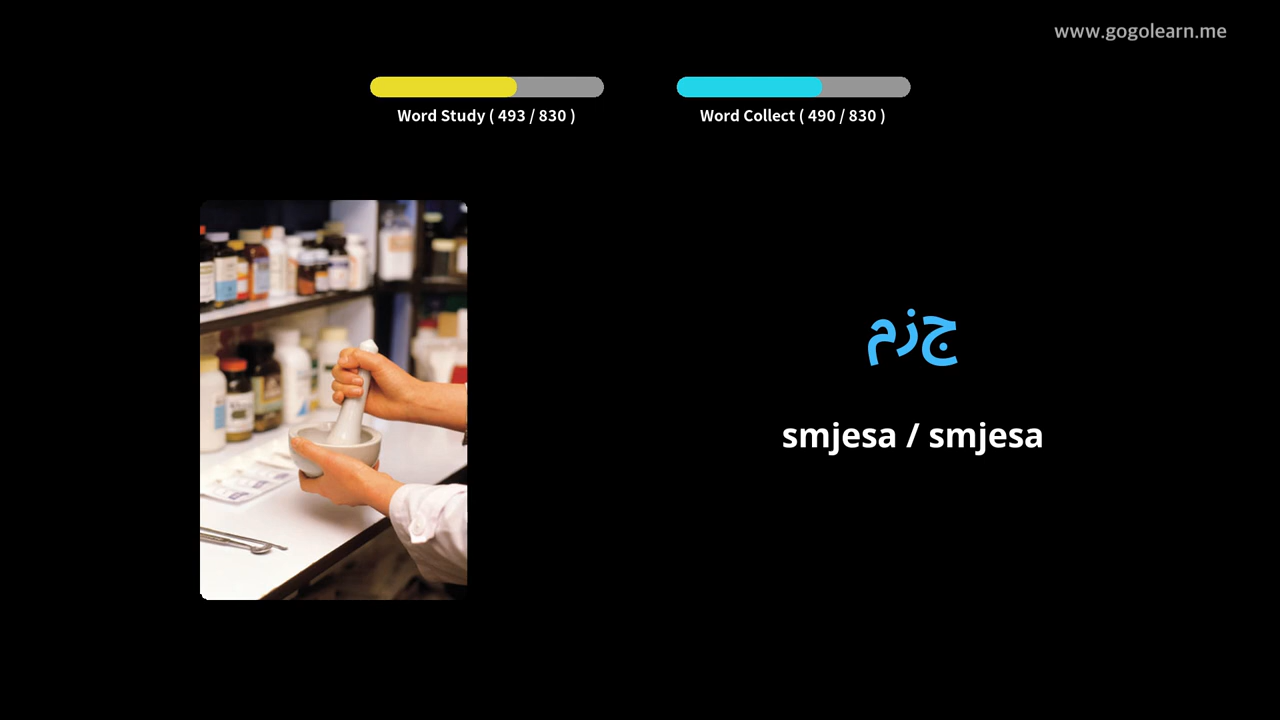 www.gogolearn.me
Word Study ( 493 / 830 )
Word Collect ( 490 / 830 )
جزم
smjesa / smjesa